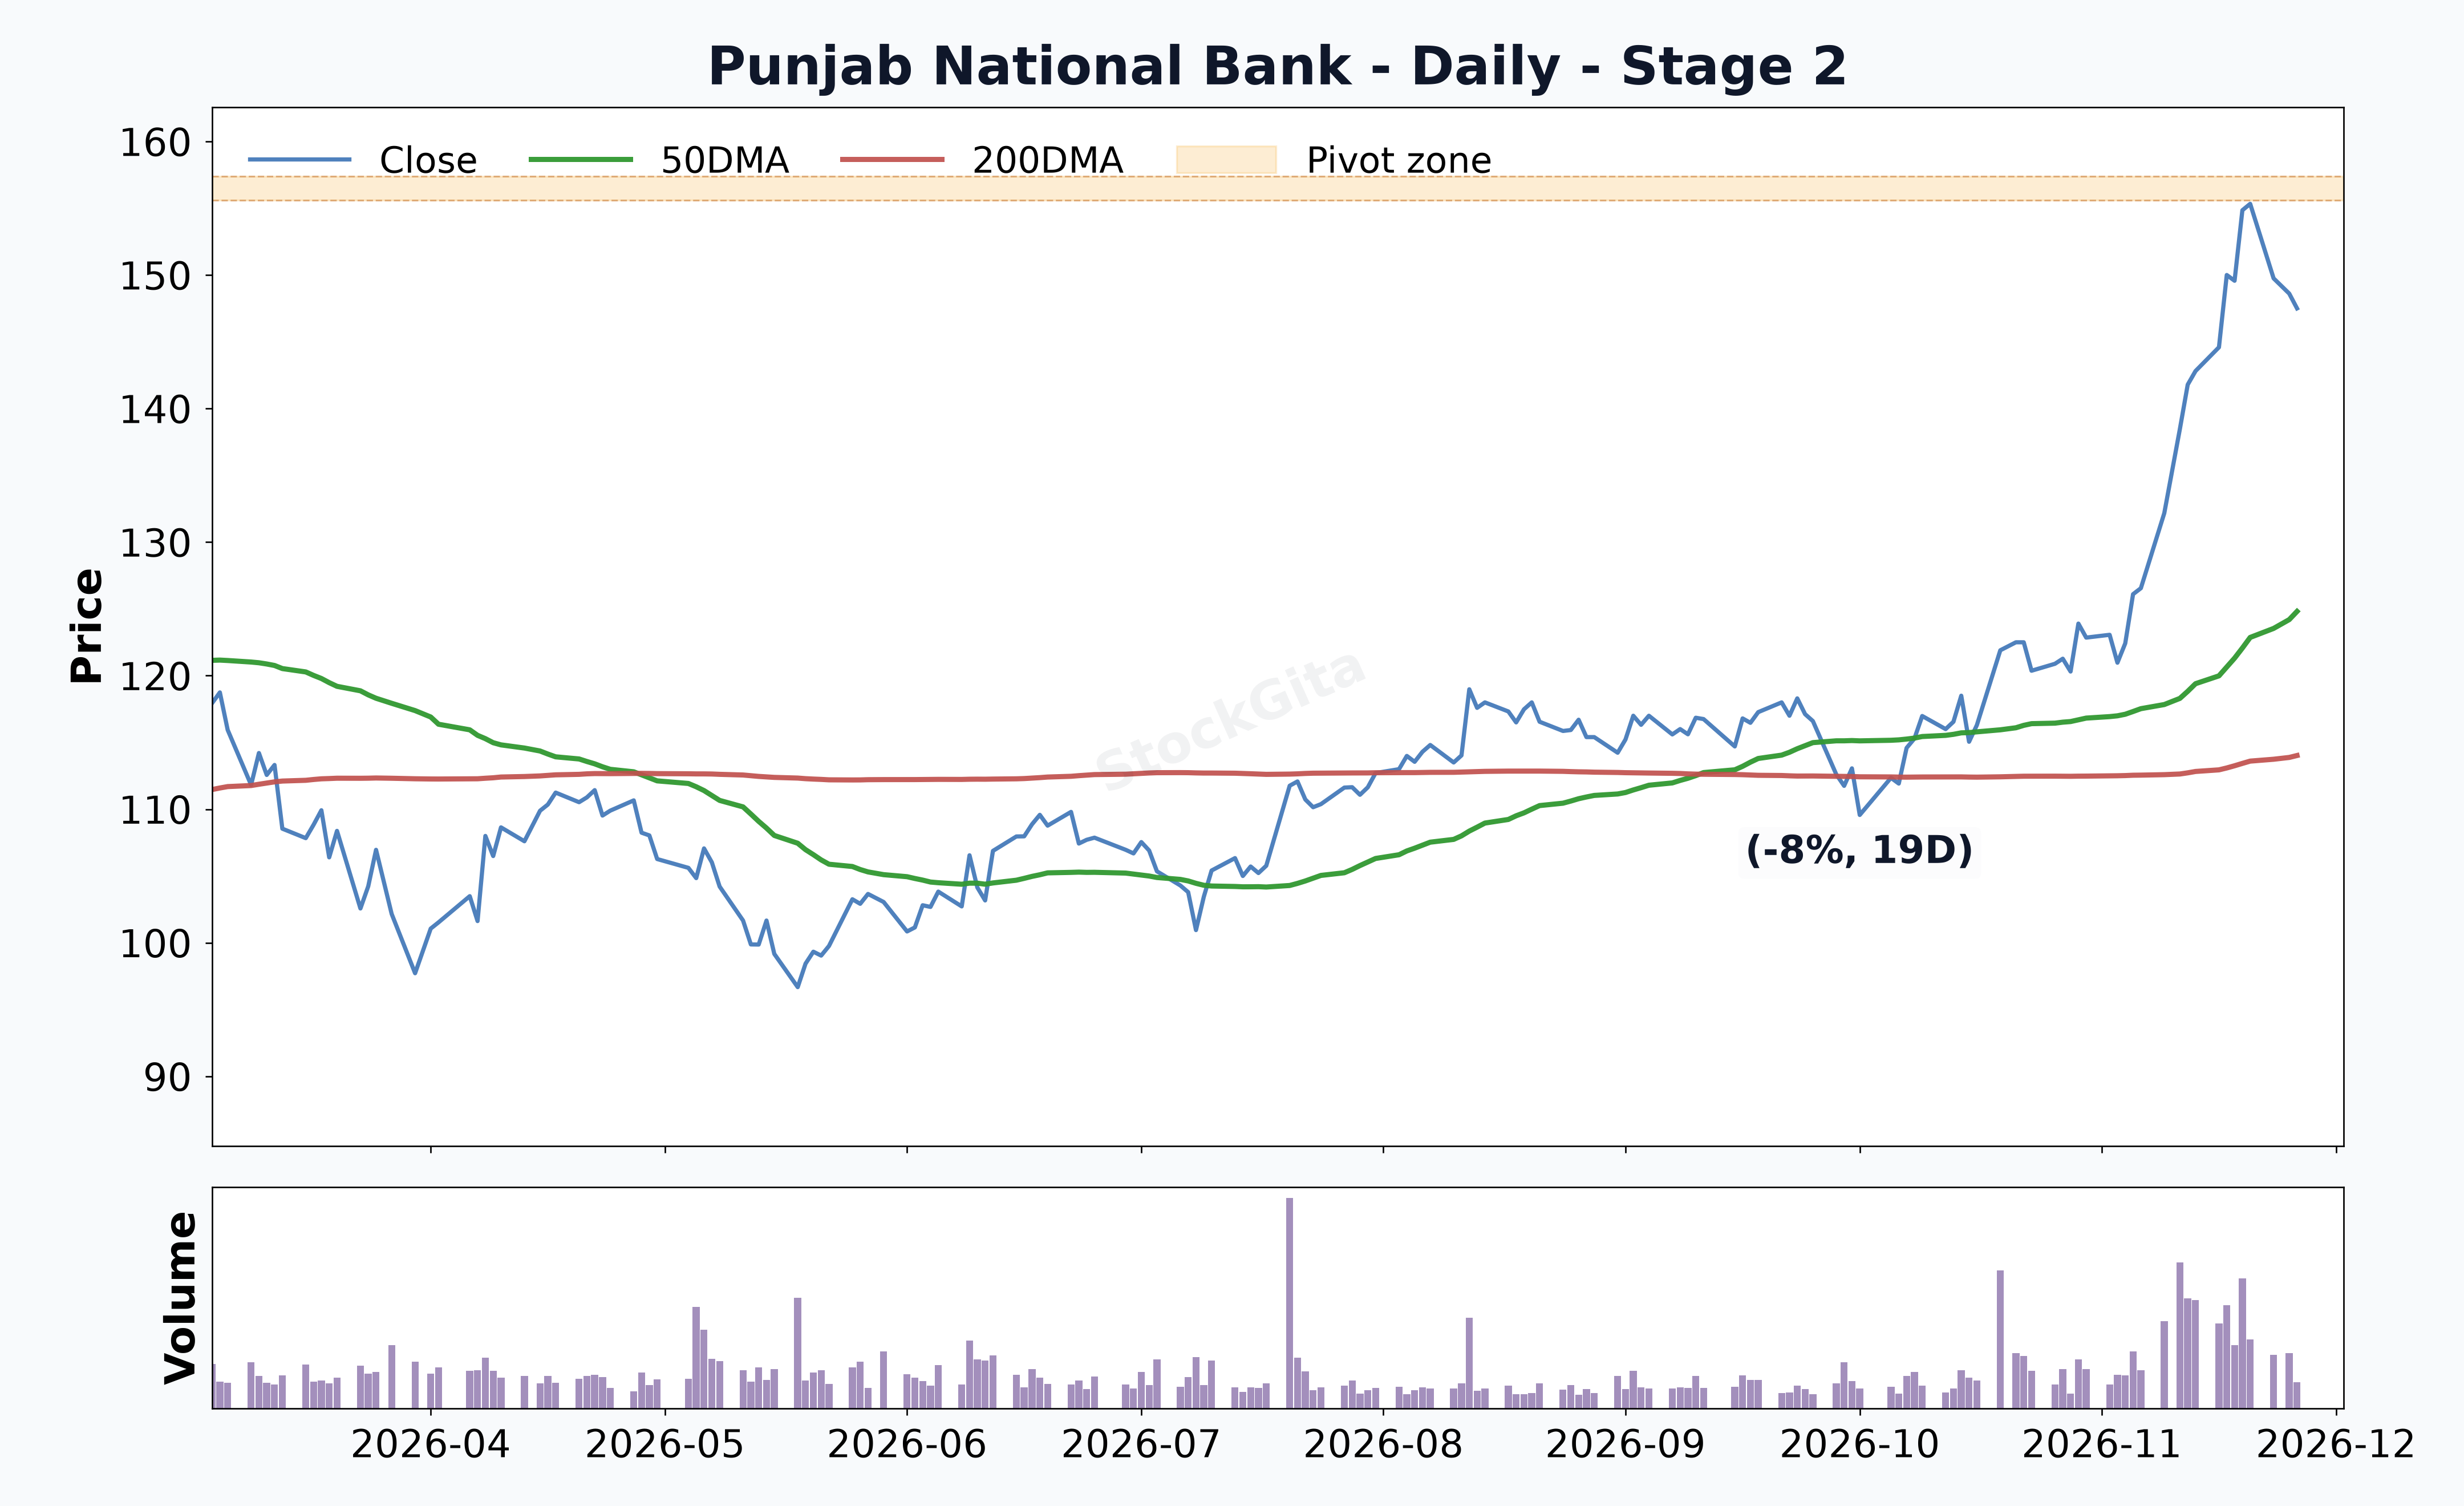 Punjab National Bank - Daily - Stage 2
Close 50DMA 200DMA Pivot zone
160
150
140
130
120
110
100
90
Price
StockGita
(-8%, 19D)
Volume
2026-04 2026-05 2026-06 2026-07 2026-08 2026-09 2026-10 2026-11 2026-12